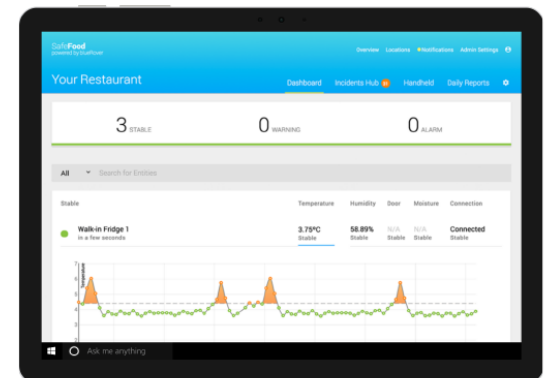 SafeFood
powered by BlueRover
Overview Locations Notifications Admin Settings
Your Restaurant
Dashboard Incidents Hub Handheld Daily Reports
3 STABLE 0 WARNING 0 ALARM
All Search for Entities
Stable Temperature Humidity Door Moisture Connection
Walk-in Fridge 1 3.75°C 58.89% N/A N/A Connected
in a few seconds Stable Stable Stable Stable Stable
Temperature
7
6
5
4
3
2
Ask me anything